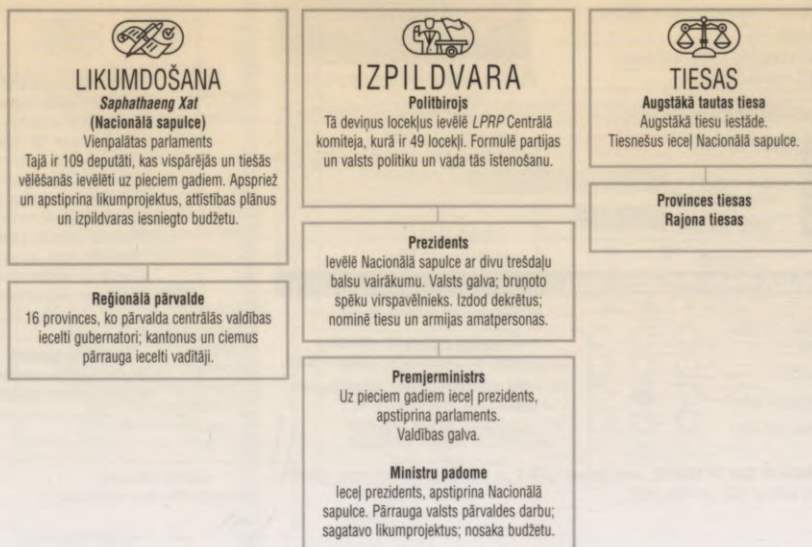 LIKUMDOŠANA
Saphathaeng Xat
(Nacionālā sapulce)
Vienpalātas parlaments
Tajā ir 109 deputāti, kas vispārējās un tiešās
vēlēšanās ievēlēti uz pieciem gadiem. Apspriež
un apstiprina likumprojektus, attīstības plānus
un izpildvaras iesniegto budžetu.
Reģionālā pārvalde
16 provinces, ko pārvalda centrālās valdības
iecelti gubernatori; kantonus un ciemus
pārrauga iecelti vadītāji.
IZPILDVARA
Politbirojs
Tā deviņus locekļus ievēlē LPRP Centrālā
komiteja, kurā ir 49 locekļi. Formulē partijas
un valsts politiku un vada tās īstenošanu.
Prezidents
Ievēlē Nacionālā sapulce ar divu trešdaļu
balsu vairākumu. Valsts galva; bruņoto
spēku virspavēlnieks. Izdod dekrētus;
nominē tiesu un armijas amatpersonas.
Premjerministrs
Uz pieciem gadiem ieceļ prezidents,
apstiprina parlaments.
Valdības galva.
Ministru padome
Ieceļ prezidents, apstiprina Nacionālā
sapulce. Pārrauga valsts pārvaldes darbu;
sagatavo likumprojektus; nosaka budžetu.
TIESAS
Augstākā tautas tiesa
Augstākā tiesu iestāde.
Tiesnešus ieceļ Nacionālā sapulce.
Provinces tiesas
Rajona tiesas